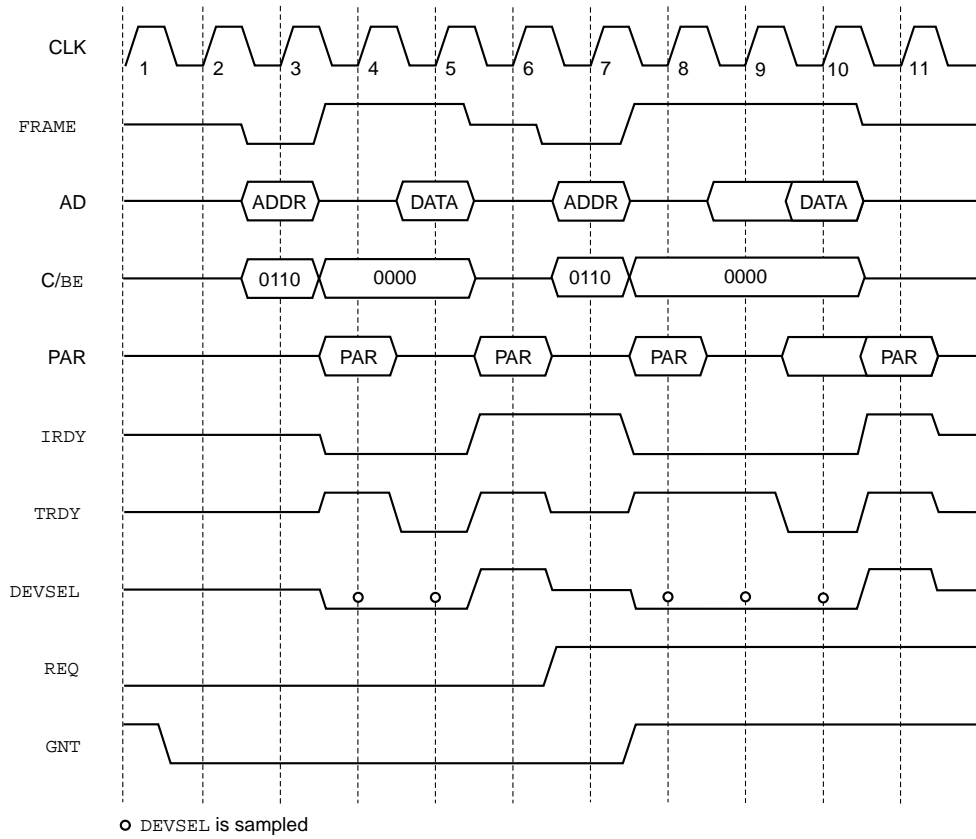 CLK
1 2 3 4 5 6 7 8 9 10 11
FRAME
AD
ADDR DATA ADDR DATA
C/BE
0110 0000 0110 0000
PAR
PAR PAR PAR PAR
IRDY
TRDY
DEVSEL
REQ
GNT
DEVSEL is sampled